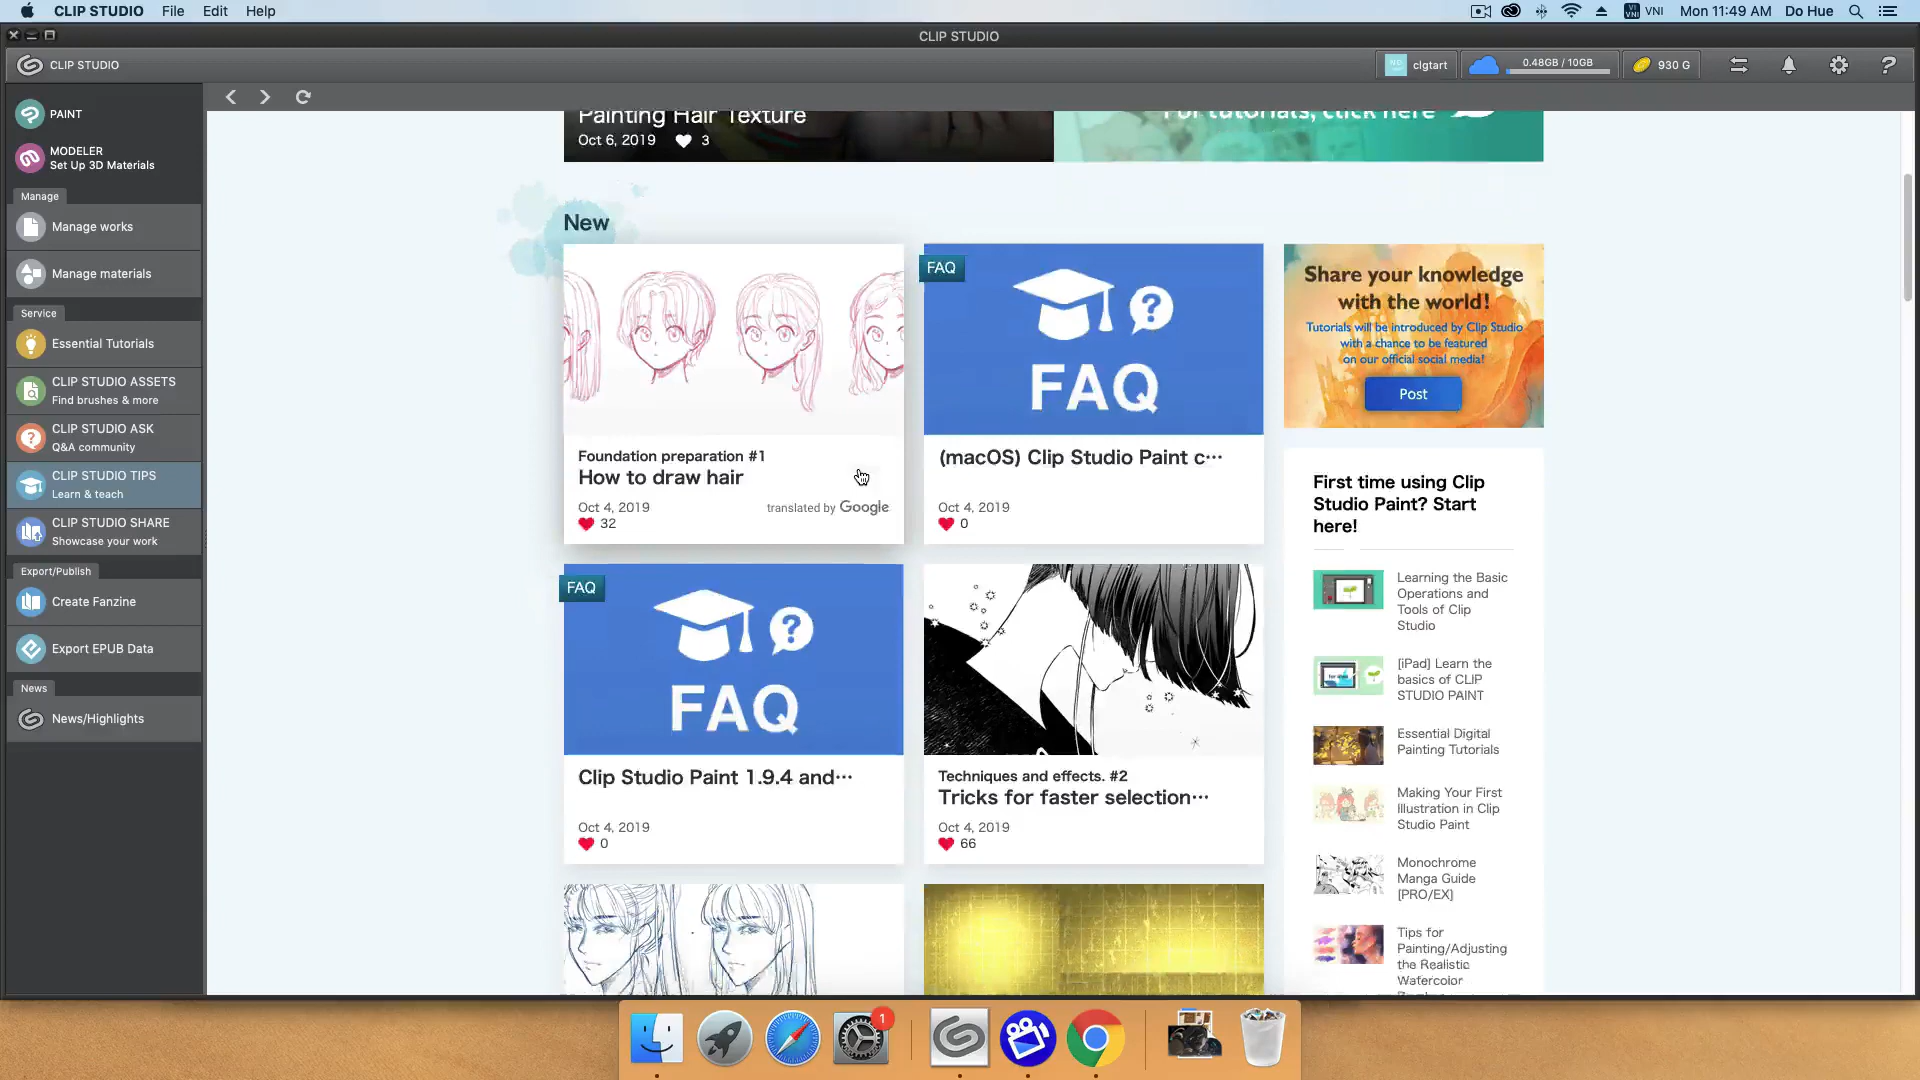 CLIP STUDIO File Edit Help
VNI VNI Mon 11:49 AM Do Hue
CLIP STUDIO
CLIP STUDIO
clgtart 0.48GB / 10GB 930 G
PAINT
MODELER
Set Up 3D Materials
Manage
Manage works
Manage materials
Service
Essential Tutorials
CLIP STUDIO ASSETS
Find brushes & more
CLIP STUDIO ASK
Q&A community
CLIP STUDIO TIPS
Learn & teach
CLIP STUDIO SHARE
Showcase your work
Export/Publish
Create Fanzine
Export EPUB Data
News
News/Highlights
Painting Hair Texture
Oct 6, 2019 3
For tutorials, click here
New
Foundation preparation #1
How to draw hair
Oct 4, 2019
translated by Google
32
FAQ
FAQ
(macOS) Clip Studio Paint c···
Oct 4, 2019
0
FAQ
FAQ
Clip Studio Paint 1.9.4 and···
Oct 4, 2019
0
Techniques and effects. #2
Tricks for faster selection···
Oct 4, 2019
66
Share your knowledge
with the world!
Tutorials will be introduced by Clip Studio
with a chance to be featured
on our official social media!
Post
First time using Clip
Studio Paint? Start
here!
Learning the Basic
Operations and
Tools of Clip
Studio
[iPad] Learn the
basics of CLIP
STUDIO PAINT
Essential Digital
Painting Tutorials
Making Your First
Illustration in Clip
Studio Paint
Monochrome
Manga Guide
[PRO/EX]
Tips for
Painting/Adjusting
the Realistic
Watercolor
1